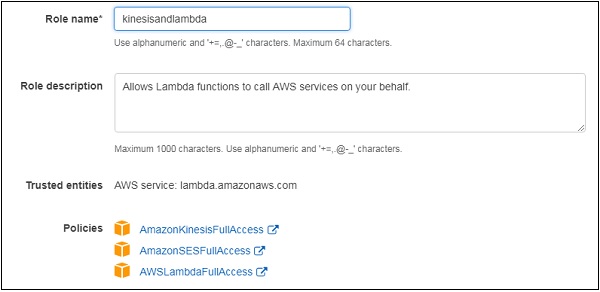 Role name* kinesisandlambda
Use alphanumeric and '+=,.@-_' characters. Maximum 64 characters.
Role description Allows Lambda functions to call AWS services on your behalf.
Maximum 1000 characters. Use alphanumeric and '+=,.@-_' characters.
Trusted entities AWS service: lambda.amazonaws.com
Policies AmazonKinesisFullAccess
AmazonSESFullAccess
AWSLambdaFullAccess